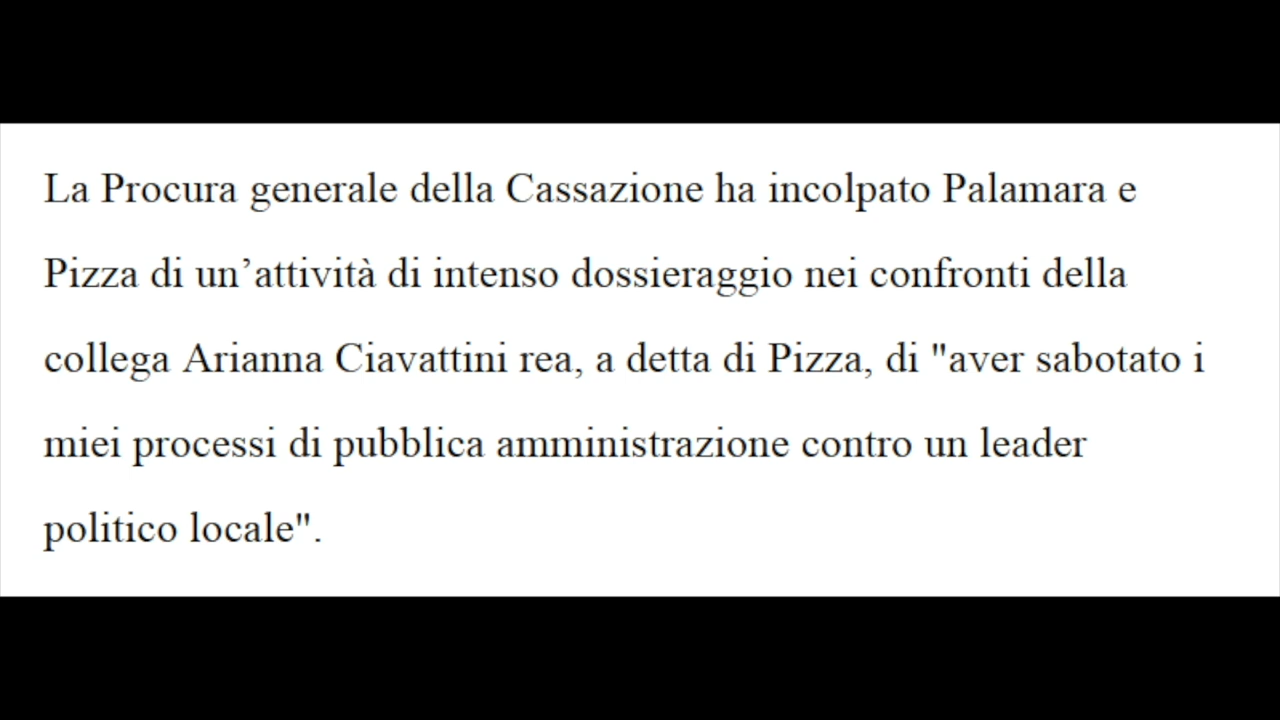 La Procura generale della Cassazione ha incolpato Palamara e
Pizza di un’attività di intenso dossieraggio nei confronti della
collega Arianna Ciavattini rea, a detta di Pizza, di "aver sabotato i
miei processi di pubblica amministrazione contro un leader
politico locale".